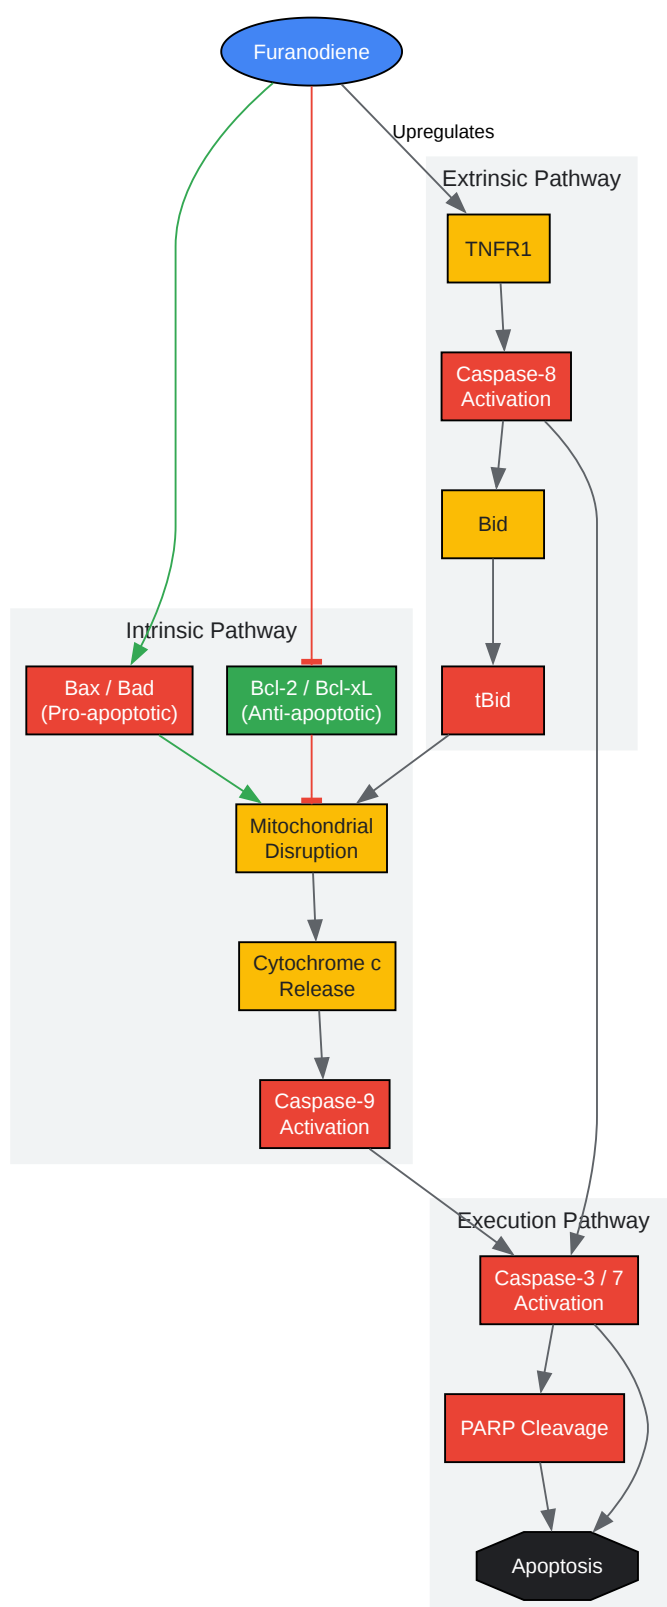 Furanodiene
Upregulates
Extrinsic Pathway
TNFR1
Caspase-8
Activation
Bid
Intrinsic Pathway
Bax / Bad
(Pro-apoptotic)
Bcl-2 / Bcl-xL
(Anti-apoptotic)
tBid
Mitochondrial
Disruption
Cytochrome c
Release
Caspase-9
Activation
Execution Pathway
Caspase-3 / 7
Activation
PARP Cleavage
Apoptosis